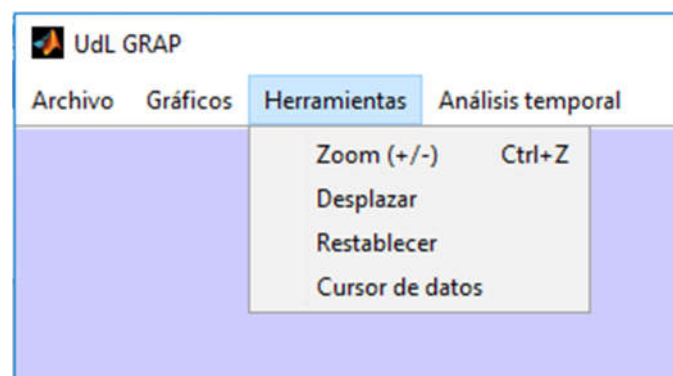 UdL GRAP
Archivo Gráficos Herramientas Análisis temporal
Zoom (+/-) Ctrl+Z
Desplazar
Restablecer
Cursor de datos